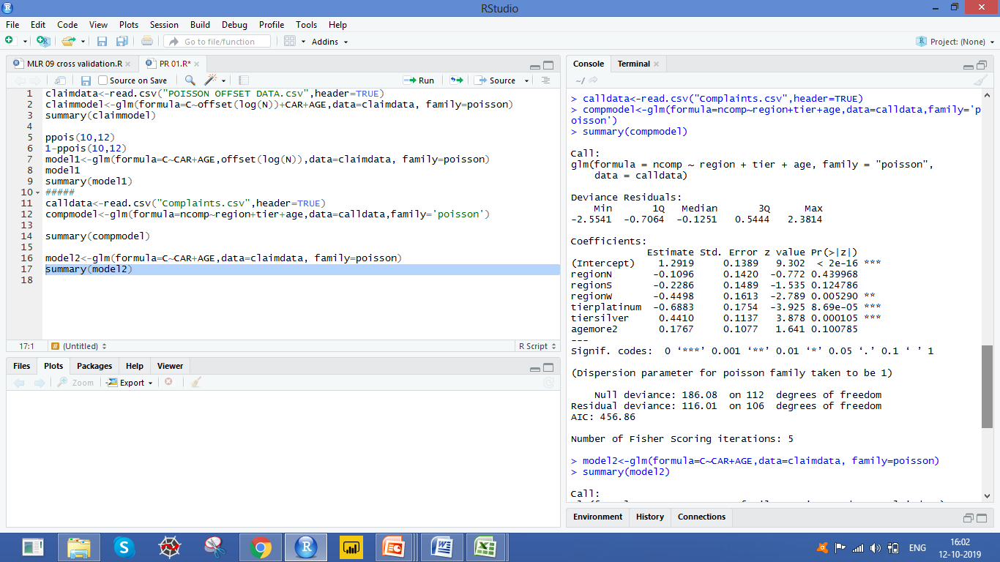 RStudio
File Edit Code View Plots Session Build Debug Profile Tools Help
Go to file/function Addins Project: (None)
MLR 09 cross validation.R PR 01.R*
Source on Save Run Source
1 claimdata<-read.csv("POISSON OFFSET DATA.csv",header=TRUE)
2 claimmodel<-glm(formula=C~offset(log(N))+CAR+AGE,data=claimdata, family=poisson)
3 summary(claimmodel)
4
5 ppois(10,12)
6 1-ppois(10,12)
7 model1<-glm(formula=C~CAR+AGE,offset(log(N)),data=claimdata, family=poisson)
8 model1
9 summary(model1)
10 #####
11 calldata<-read.csv("Complaints.csv",header=TRUE)
12 compmodel<-glm(formula=ncomp~region+tier+age,data=calldata,family='poisson')
13
14 summary(compmodel)
15
16 model2<-glm(formula=C~CAR+AGE,data=claimdata, family=poisson)
17 summary(model2)
18
17:1 # (Untitled) R Script
Files Plots Packages Help Viewer
Zoom Export
Console Terminal
~/
> calldata<-read.csv("Complaints.csv",header=TRUE)
> compmodel<-glm(formula=ncomp~region+tier+age,data=calldata,family='p
oisson')
> summary(compmodel)
Call:
glm(formula = ncomp ~ region + tier + age, family = "poisson",
data = calldata)
Deviance Residuals:
Min 1Q Median 3Q Max
-2.5541 -0.7064 -0.1251 0.5444 2.3814
Coefficients:
Estimate Std. Error z value Pr(>|z|)
(Intercept) 1.2919 0.1389 9.302 < 2e-16 ***
regionN -0.1096 0.1420 -0.772 0.439968
regionS -0.2286 0.1489 -1.535 0.124786
regionW -0.4498 0.1613 -2.789 0.005290 **
tierplatinum -0.6883 0.1754 -3.925 8.69e-05 ***
tiersilver 0.4410 0.1137 3.878 0.000105 ***
agemore2 0.1767 0.1077 1.641 0.100785
---
Signif. codes: 0 ‘***’ 0.001 ‘**’ 0.01 ‘*’ 0.05 ‘.’ 0.1 ‘ ’ 1
(Dispersion parameter for poisson family taken to be 1)
Null deviance: 186.08 on 112 degrees of freedom
Residual deviance: 116.01 on 106 degrees of freedom
AIC: 456.86
Number of Fisher Scoring iterations: 5
> model2<-glm(formula=C~CAR+AGE,data=claimdata, family=poisson)
> summary(model2)
Call:
Environment History Connections
ENG 16:02
12-10-2019